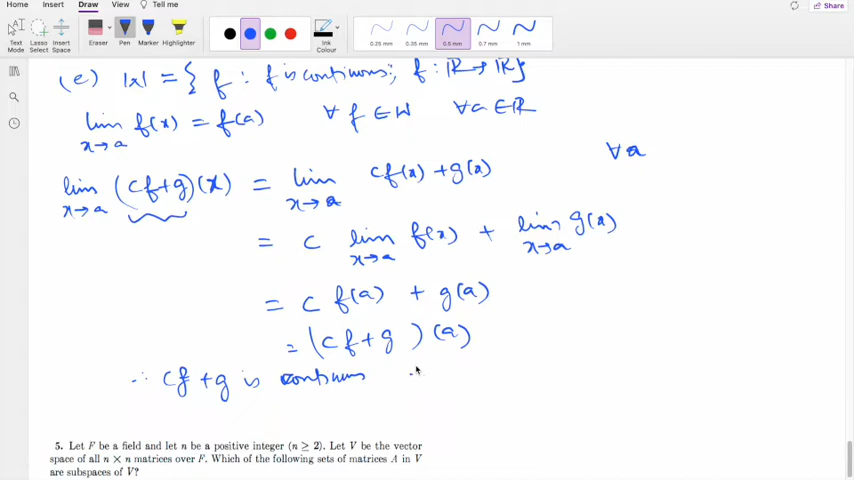 Home Insert Draw View Tell me Share
Text Mode Lasso Select Insert Space Eraser Pen Marker Highlighter Ink Colour 0.25 mm 0.35 mm 0.5 mm 0.7 mm 1 mm
(e) W = { f : f is continuous; f : ℝ → ℝ }
lim x→a f(x) = f(a) ∀ f ∈ W ∀ a ∈ ℝ
∀ a
lim x→a (cf+g)(x) = lim x→a cf(x) + g(x)
= c lim x→a f(x) + lim x→a g(x)
= c f(a) + g(a)
= (cf+g)(a)
∴ cf + g is continuous
5. Let F be a field and let n be a positive integer (n ≥ 2). Let V be the vector
space of all n × n matrices over F. Which of the following sets of matrices A in V
are subspaces of V?